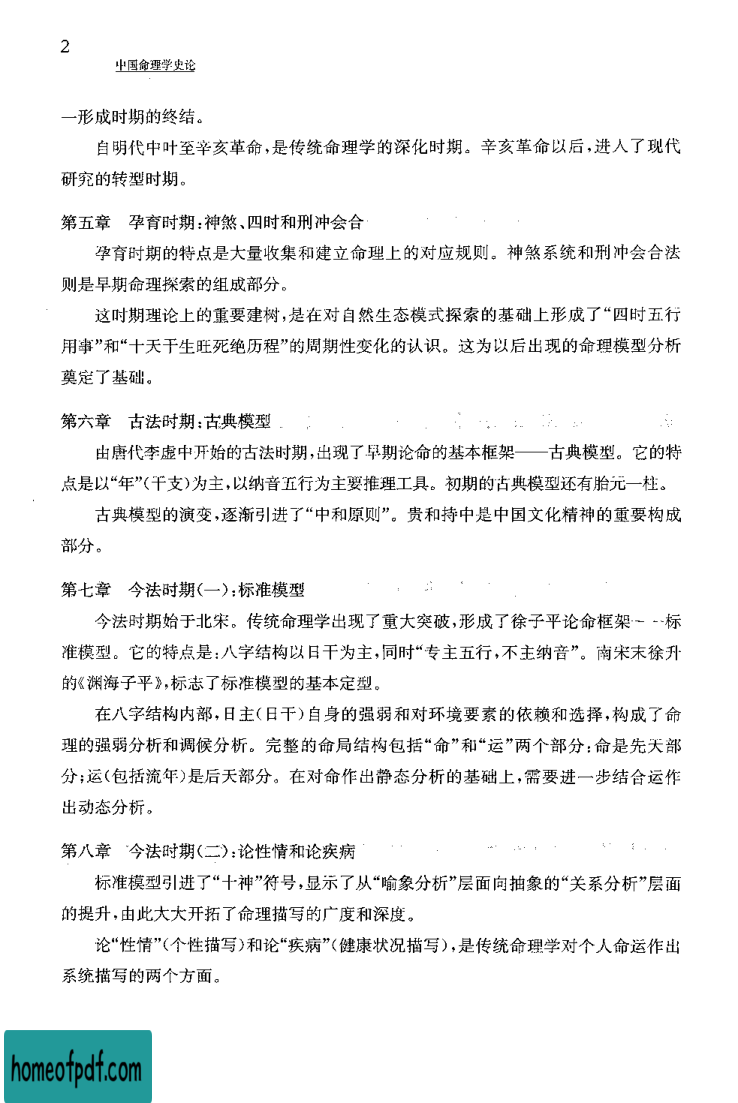 2
中国命理学史论
一形成时期的终结。
自明代中叶至辛亥革命,是传统命理学的深化时期。辛亥革命以后,进入了现代
研究的转型时期。
第五章 孕育时期:神煞、四时和刑冲会合
孕育时期的特点是大量收集和建立命理上的对应规则。神煞系统和刑冲会合法
则是早期命理探索的组成部分。
这时期理论上的重要建树,是在对自然生态模式探索的基础上形成了“四时五行
用事”和“十天干生旺死绝历程”的周期性变化的认识。这为以后出现的命理模型分析
奠定了基础。
第六章 古法时期:古典模型
由唐代李虚中开始的古法时期,出现了早期论命的基本框架——古典模型。它的特
点是以“年”(干支)为主,以纳音五行为主要推理工具。初期的古典模型还有胎元一柱。
古典模型的演变,逐渐引进了“中和原则”。贵和持中是中国文化精神的重要构成
部分。
第七章 今法时期(一):标准模型
今法时期始于北宋。传统命理学出现了重大突破,形成了徐子平论命框架——标
准模型。它的特点是:八字结构以日干为主,同时“专主五行,不主纳音”。南宋末徐升
的《渊海子平》,标志了标准模型的基本定型。
在八字结构内部,日主(日干)自身的强弱和对环境要素的依赖和选择,构成了命
理的强弱分析和调候分析。完整的命局结构包括“命”和“运”两个部分:命是先天部
分;运(包括流年)是后天部分。在对命作出静态分析的基础上,需要进一步结合运作
出动态分析。
第八章 今法时期(二):论性情和论疾病
标准模型引进了“十神”符号,显示了从“喻象分析”层面向抽象的“关系分析”层面
的提升,由此大大开拓了命理描写的广度和深度。
论“性情”(个性描写)和论“疾病”(健康状况描写),是传统命理学对个人命运作出
系统描写的两个方面。
homeofpdf.com